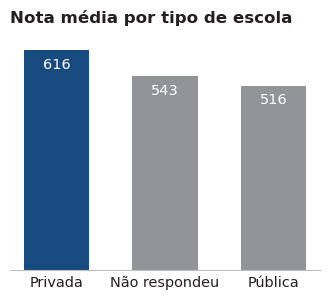 Nota média por tipo de escola
616
543
516
Privada
Não respondeu
Pública